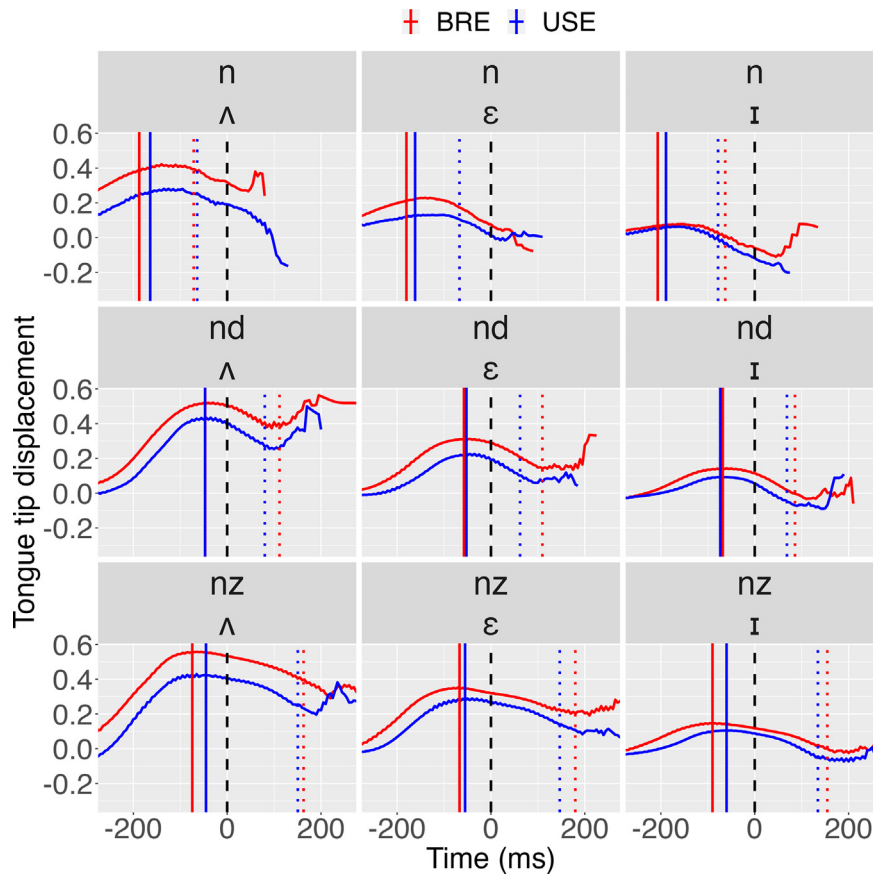 BRE USE
n n n
ʌ ɛ ɪ
0.6
0.4
0.2
0.0
-0.2
nd nd nd
ʌ ɛ ɪ
0.6
0.4
0.2
0.0
-0.2
nz nz nz
ʌ ɛ ɪ
0.6
0.4
0.2
0.0
-0.2
-200 0 200 -200 0 200 -200 0 200
Time (ms)
Tongue tip displacement